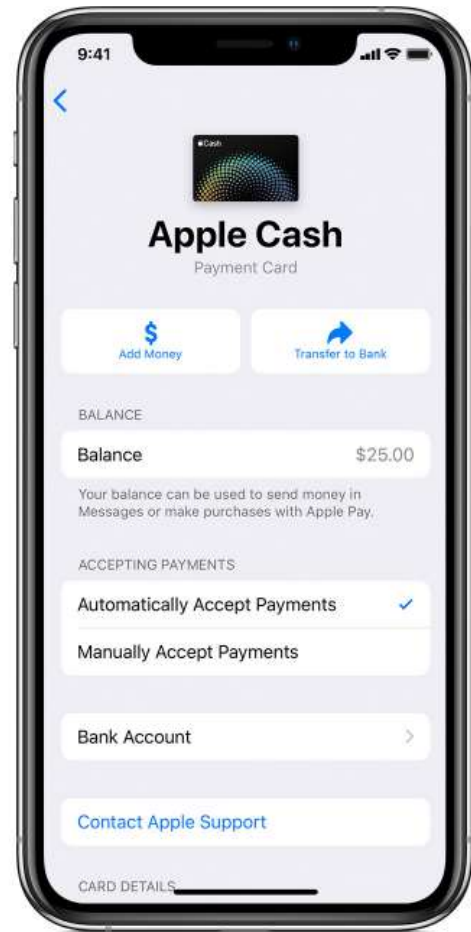 9:41
Cash
Apple Cash
Payment Card
$
Add Money
Transfer to Bank
BALANCE
Balance $25.00
Your balance can be used to send money in
Messages or make purchases with Apple Pay.
ACCEPTING PAYMENTS
Automatically Accept Payments
Manually Accept Payments
Bank Account
Contact Apple Support
CARD DETAILS